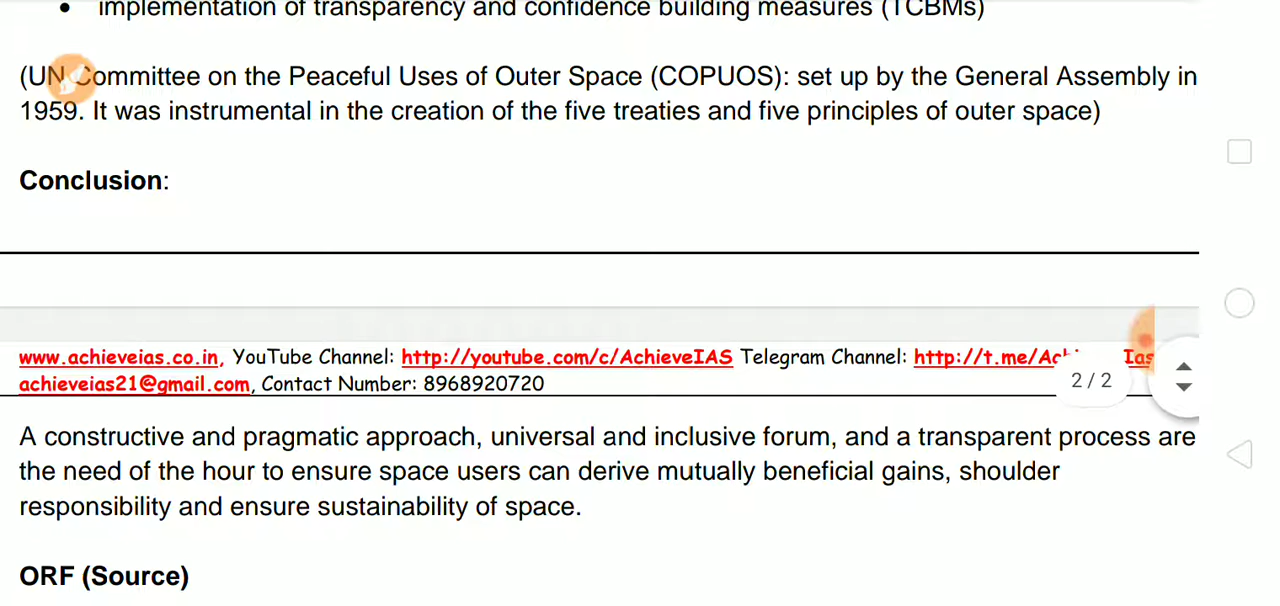 • implementation of transparency and confidence building measures (TCBMs)
(UN Committee on the Peaceful Uses of Outer Space (COPUOS): set up by the General Assembly in
1959. It was instrumental in the creation of the five treaties and five principles of outer space)
Conclusion:
www.achieveias.co.in, YouTube Channel: http://youtube.com/c/AchieveIAS Telegram Channel: http://t.me/Ac Ias
achieveias21@gmail.com, Contact Number: 8968920720
2 / 2
A constructive and pragmatic approach, universal and inclusive forum, and a transparent process are
the need of the hour to ensure space users can derive mutually beneficial gains, shoulder
responsibility and ensure sustainability of space.
ORF (Source)